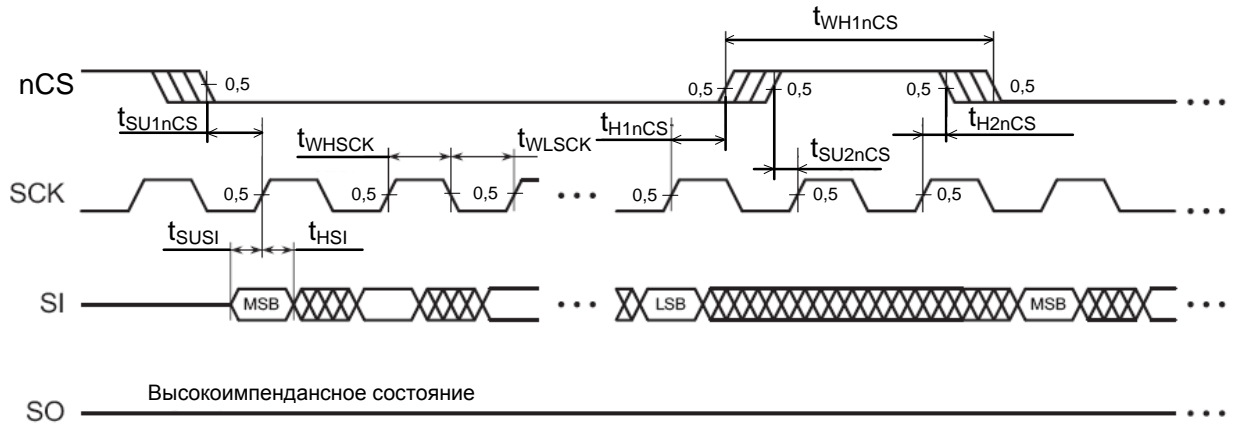 tWH1nCS
nCS
0,5
0,5
0,5
0,5
0,5
tSU1nCS
tWHSCK
tWLSCK
tH1nCS
tSU2nCS
tH2nCS
SCK
0,5
0,5
0,5
0,5
0,5
0,5
tSUSI
tHSI
SI
MSB
LSB
MSB
Высокоимпендансное состояние
SO